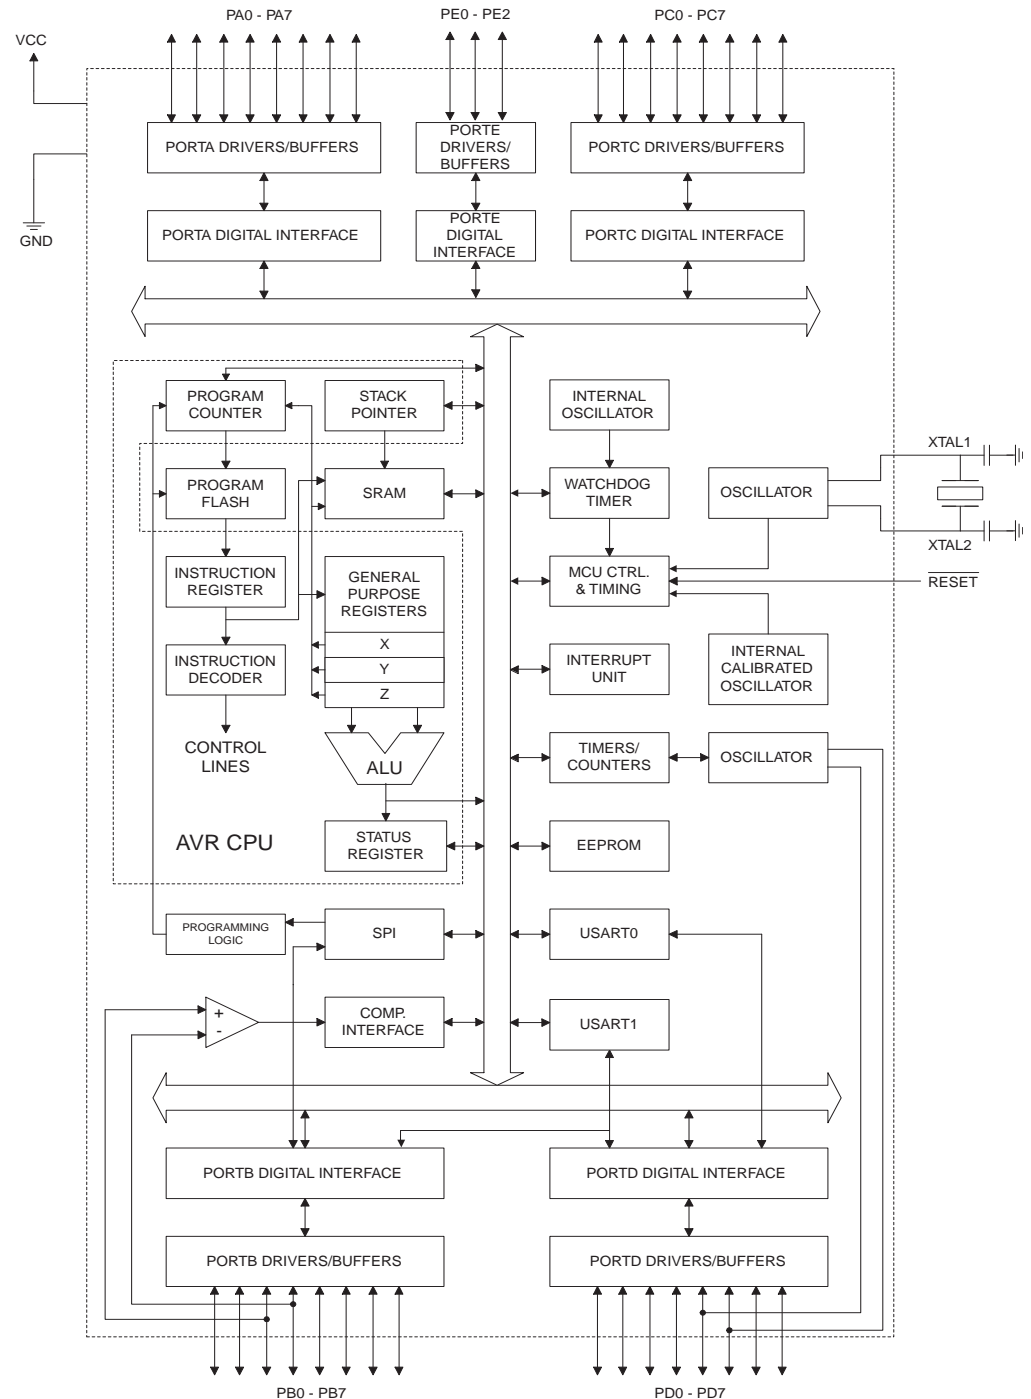 PA0 - PA7
PE0 - PE2
PC0 - PC7
VCC
PORTA DRIVERS/BUFFERS
PORTE
DRIVERS/
BUFFERS
PORTC DRIVERS/BUFFERS
GND
PORTA DIGITAL INTERFACE
PORTE
DIGITAL
INTERFACE
PORTC DIGITAL INTERFACE
PROGRAM
COUNTER
STACK
POINTER
INTERNAL
OSCILLATOR
XTAL1
PROGRAM
FLASH
SRAM
WATCHDOG
TIMER
OSCILLATOR
XTAL2
INSTRUCTION
REGISTER
GENERAL
PURPOSE
REGISTERS
MCU CTRL.
& TIMING
RESET
X
Y
Z
INSTRUCTION
DECODER
INTERRUPT
UNIT
INTERNAL
CALIBRATED
OSCILLATOR
CONTROL
LINES
ALU
TIMERS/
COUNTERS
OSCILLATOR
AVR CPU
STATUS
REGISTER
EEPROM
PROGRAMMING
LOGIC
SPI
USART0
+
-
COMP.
INTERFACE
USART1
PORTB DIGITAL INTERFACE
PORTD DIGITAL INTERFACE
PORTB DRIVERS/BUFFERS
PORTD DRIVERS/BUFFERS
PB0 - PB7
PD0 - PD7